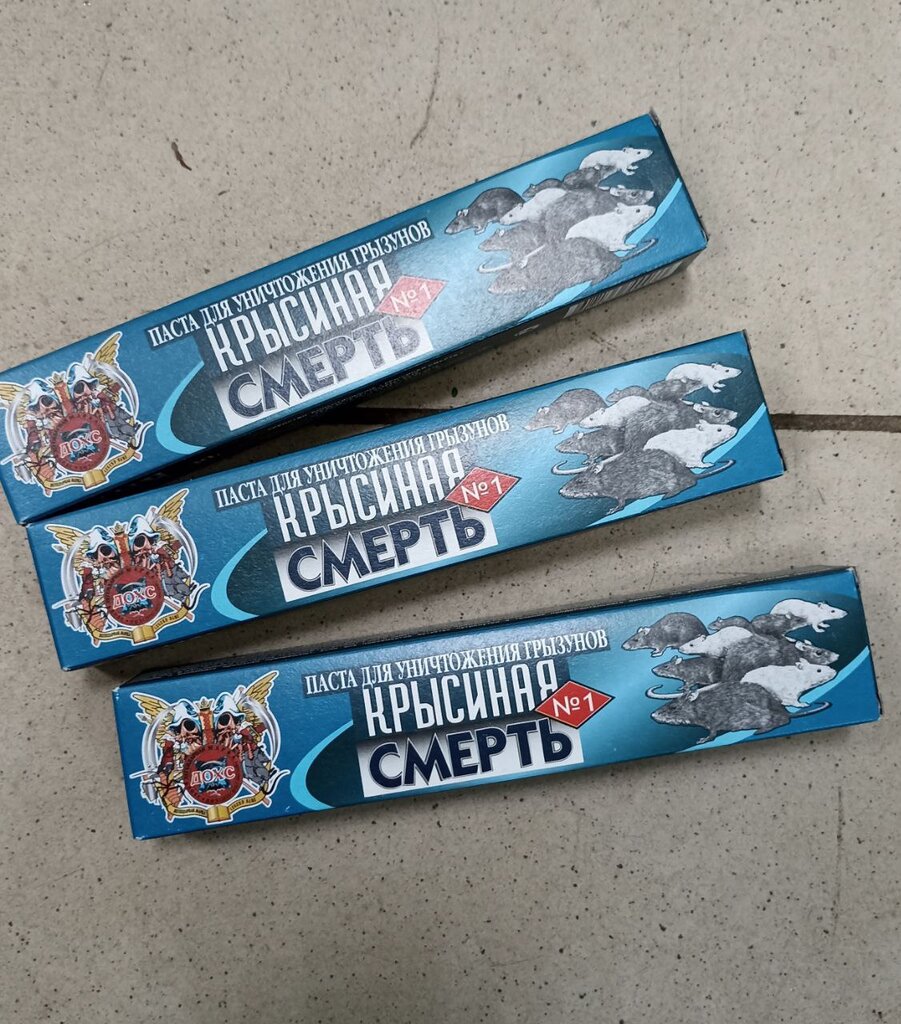 ПАСТА ДЛЯ УНИЧТОЖЕНИЯ ГРЫЗУНОВ
КРЫСИНАЯ
№1
СМЕРТЬ
ДОХС
ПАСТА ДЛЯ УНИЧТОЖЕНИЯ ГРЫЗУНОВ
КРЫСИНАЯ
№1
СМЕРТЬ
ДОХС
ПАСТА ДЛЯ УНИЧТОЖЕНИЯ ГРЫЗУНОВ
КРЫСИНАЯ
№1
СМЕРТЬ
ДОХС